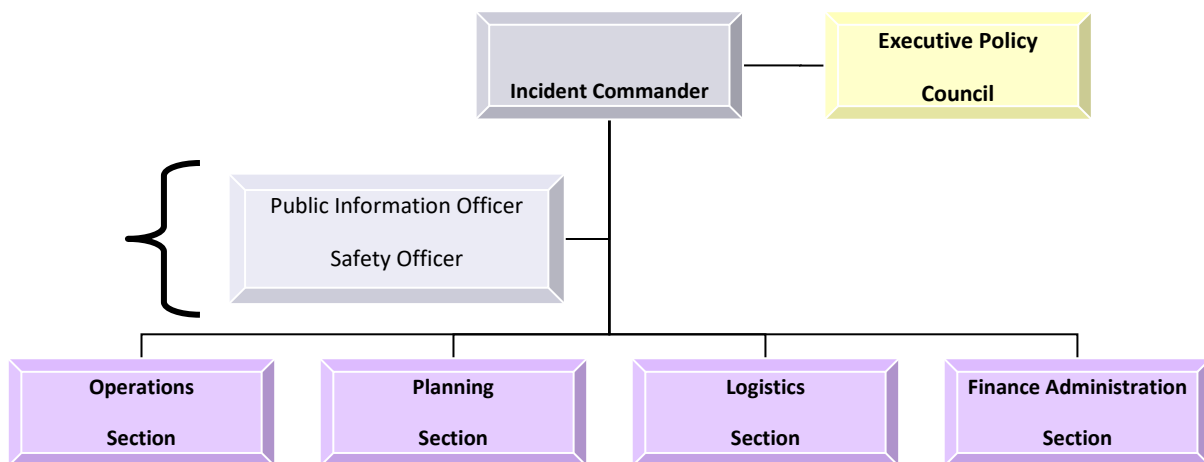 Incident Commander
Executive Policy
Council
Public Information Officer
Safety Officer
Operations
Section
Planning
Section
Logistics
Section
Finance Administration
Section